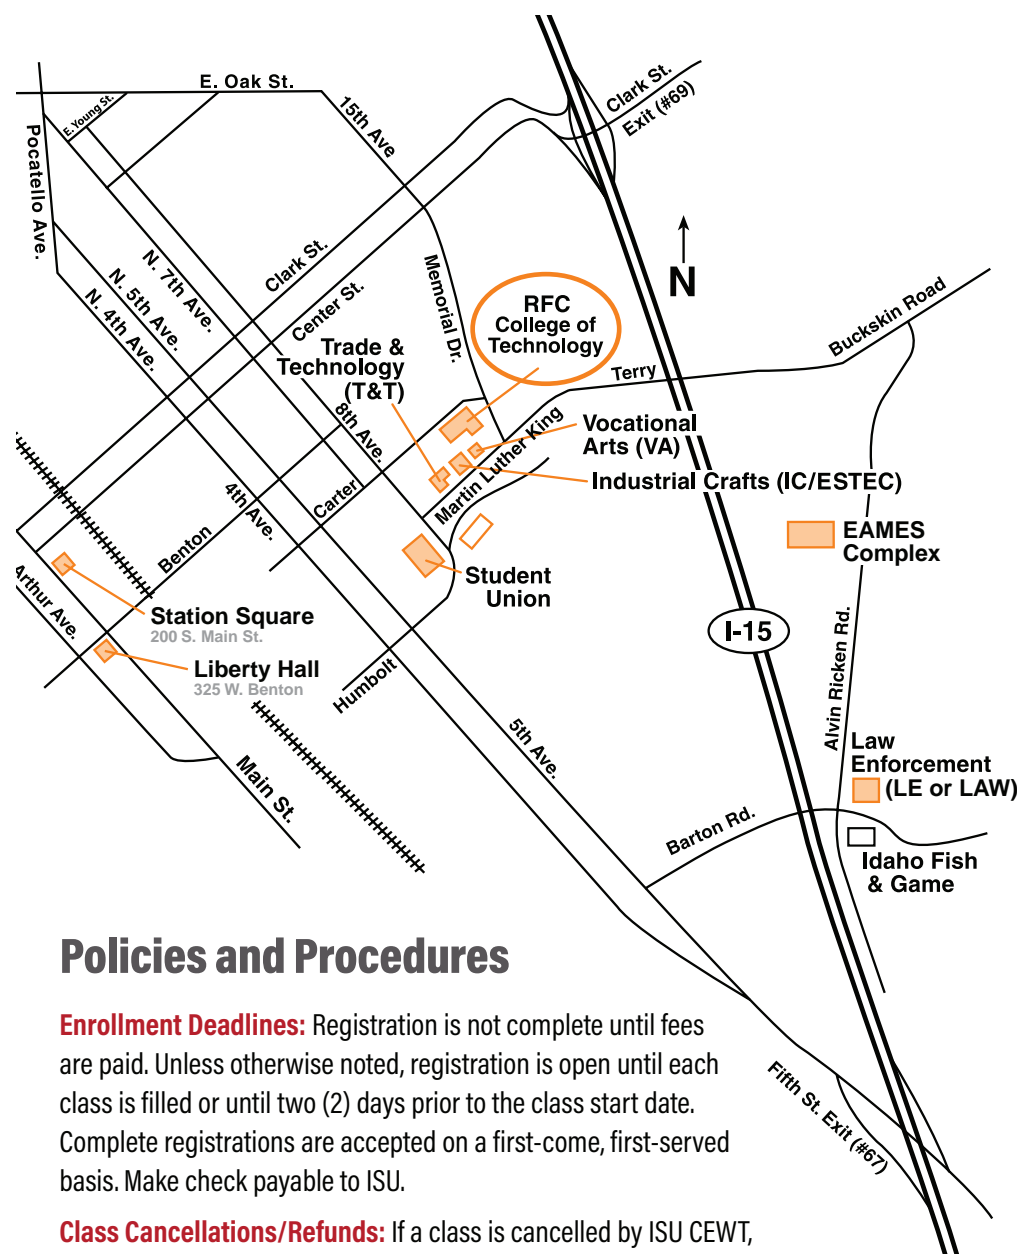 E. Oak St.
Clark St.
Exit (#69)
E. Young St.
15th Ave
Pocatello Ave.
N. 7th Ave.
N. 5th Ave.
N. 4th Ave.
Clark St.
Center St.
Memorial Dr.
N
RFC
College of
Technology
Buckskin Road
Trade &
Technology
(T&T)
Terry
8th Ave.
Vocational
Arts (VA)
Martin Luther King
Industrial Crafts (IC/ESTEC)
Carter
4th Ave.
Benton
EAMES
Complex
Student
Union
Arthur Ave.
Station Square
200 S. Main St.
I-15
Liberty Hall
325 W. Benton
Humbolt
Alvin Ricken Rd.
5th Ave.
Main St.
Law
Enforcement
(LE or LAW)
Barton Rd.
Idaho Fish
& Game
Fifth St. Exit (#67)
Policies and Procedures
Enrollment Deadlines: Registration is not complete until fees
are paid. Unless otherwise noted, registration is open until each
class is filled or until two (2) days prior to the class start date.
Complete registrations are accepted on a first-come, first-served
basis. Make check payable to ISU.
Class Cancellations/Refunds: If a class is cancelled by ISU CEWT,